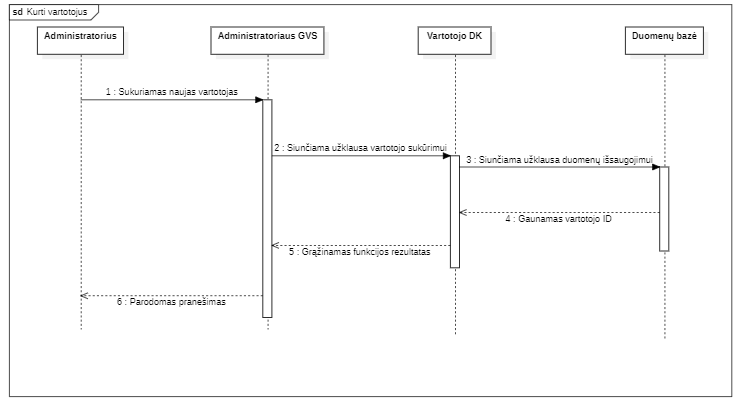 sd Kurti vartotojus
Administratorius
Administratoriaus GVS
Vartotojo DK
Duomenų bazė
1 : Sukuriamas naujas vartotojas
2 : Siunčiama užklausa vartotojo sukūrimui
3 : Siunčiama užklausa duomenų išsaugojimui
4 : Gaunamas vartotojo ID
5 : Grąžinamas funkcijos rezultatas
6 : Parodomas pranešimas